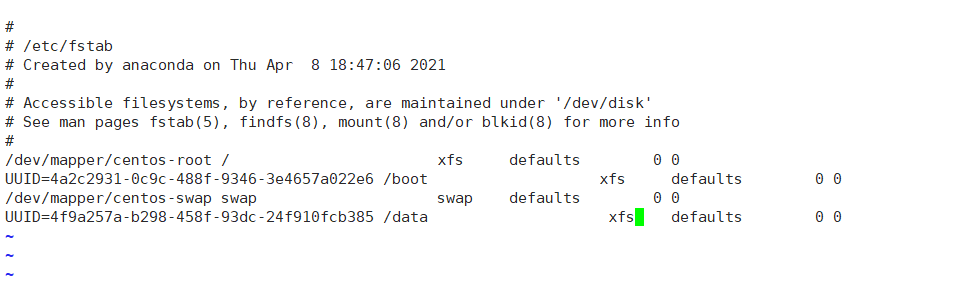 #
# /etc/fstab
# Created by anaconda on Thu Apr  8 18:47:06 2021
#
# Accessible filesystems, by reference, are maintained under '/dev/disk'
# See man pages fstab(5), findfs(8), mount(8) and/or blkid(8) for more info
#
/dev/mapper/centos-root /                       xfs     defaults        0 0
UUID=4a2c2931-0c9c-488f-9346-3e4657a022e6 /boot                   xfs     defaults        0 0
/dev/mapper/centos-swap swap                    swap    defaults        0 0
UUID=4f9a257a-b298-458f-93dc-24f910fcb385 /data                    xfs    defaults        0 0
~
~
~